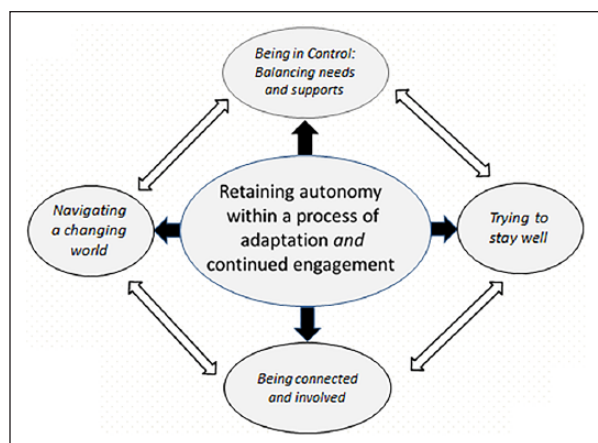 Being in Control:
Balancing needs
and supports
Navigating
a changing
world
Retaining autonomy
within a process of
adaptation and
continued engagement
Trying to
stay well
Being connected
and involved